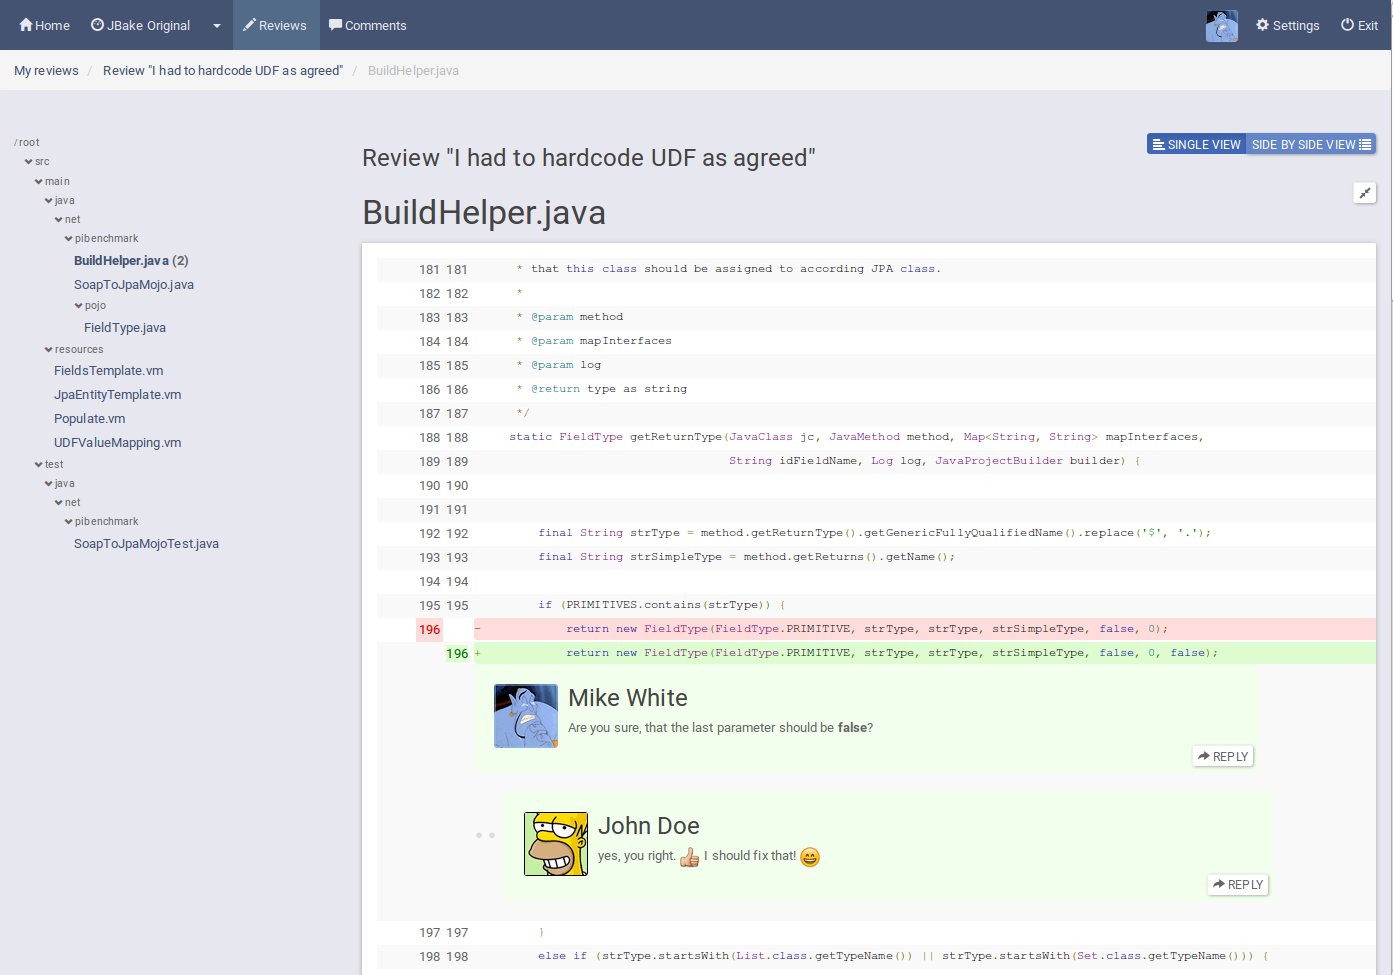 Home JBake Original Reviews Comments Settings Exit
My reviews / Review "I had to hardcode UDF as agreed" / BuildHelper.java
/root
src
main
java
net
pibenchmark
BuildHelper.java (2)
SoapToJpaMojo.java
pojo
FieldType.java
resources
FieldsTemplate.vm
JpaEntityTemplate.vm
Populate.vm
UDFValueMapping.vm
test
java
net
pibenchmark
SoapToJpaMojoTest.java
SINGLE VIEW SIDE BY SIDE VIEW
Review "I had to hardcode UDF as agreed"
BuildHelper.java
181 181 * that this class should be assigned to according JPA class.
182 182 *
183 183 * @param method
184 184 * @param mapInterfaces
185 185 * @param log
186 186 * @return type as string
187 187 */
188 188 static FieldType getReturnType(JavaClass jc, JavaMethod method, Map<String, String> mapInterfaces,
189 189 String idFieldName, Log log, JavaProjectBuilder builder) {
190 190
191 191
192 192 final String strType = method.getReturnType().getGenericFullyQualifiedName().replace('$', '.');
193 193 final String strSimpleType = method.getReturns().getName();
194 194
195 195 if (PRIMITIVES.contains(strType)) {
196 - return new FieldType(FieldType.PRIMITIVE, strType, strType, strSimpleType, false, 0);
196 + return new FieldType(FieldType.PRIMITIVE, strType, strType, strSimpleType, false, 0, false);
Mike White
Are you sure, that the last parameter should be false?
REPLY
John Doe
yes, you right. 👍 I should fix that! 😄
REPLY
197 197 }
198 198 else if (strType.startsWith(List.class.getTypeName()) || strType.startsWith(Set.class.getTypeName())) {